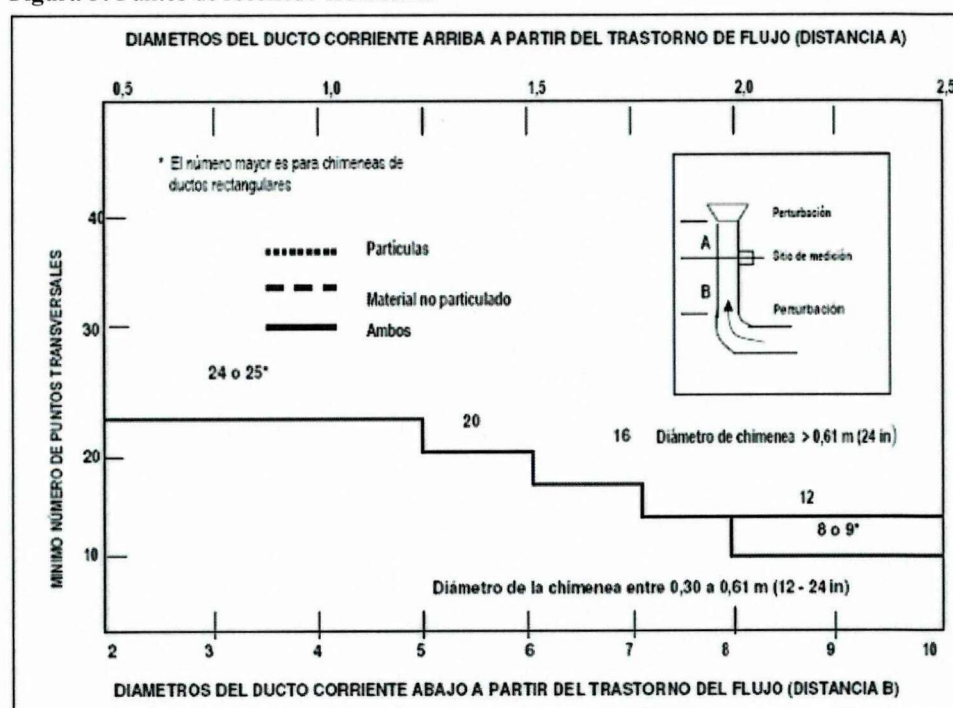 DIAMETROS DEL DUCTO CORRIENTE ARRIBA A PARTIR DEL TRASTORNO DE FLUJO (DISTANCIA A)
0,5 1,0 1,5 2,0 2,5
* El número mayor es para chimeneas de
ductos rectangulares
Partículas
Material no particulado
Ambos
Perturbación
A
Sitio de medición
B
Perturbación
MINIMO NÚMERO DE PUNTOS TRANSVERSALES
40
30
20
10
24 o 25*
20
16 Diámetro de chimenea > 0,61 m (24 in)
12
8 o 9*
Diámetro de la chimenea entre 0,30 a 0,61 m (12 - 24 in)
2 3 4 5 6 7 8 9 10
DIAMETROS DEL DUCTO CORRIENTE ABAJO A PARTIR DEL TRASTORNO DEL FLUJO (DISTANCIA B)